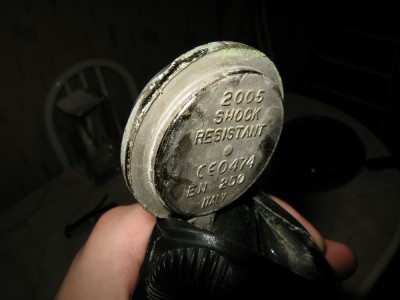 2005
SHOCK
RESISTANT
CE0474
EN 250
ITALY